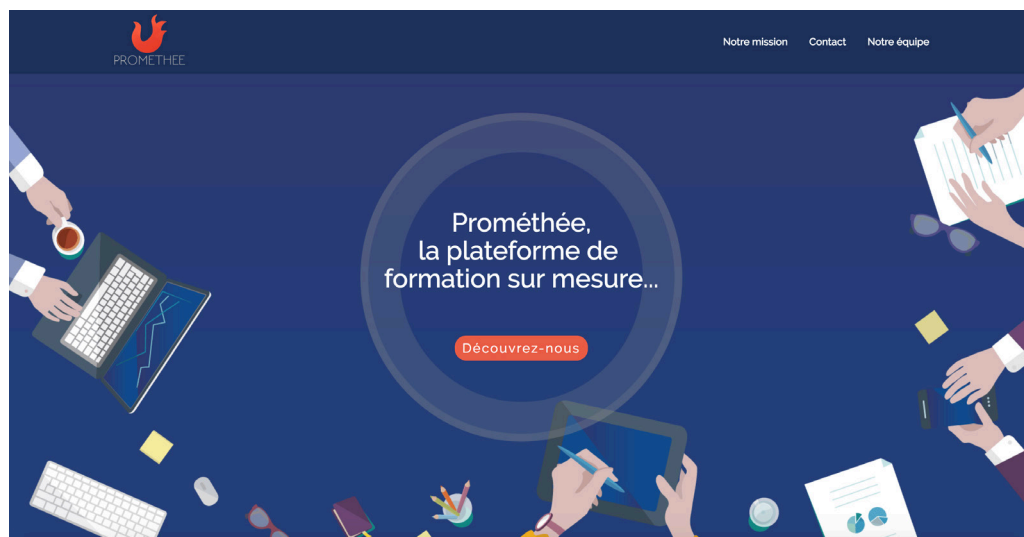 PROMETHEE
Notre mission Contact Notre équipe
Prométhée,
la plateforme de
formation sur mesure...
Découvrez-nous